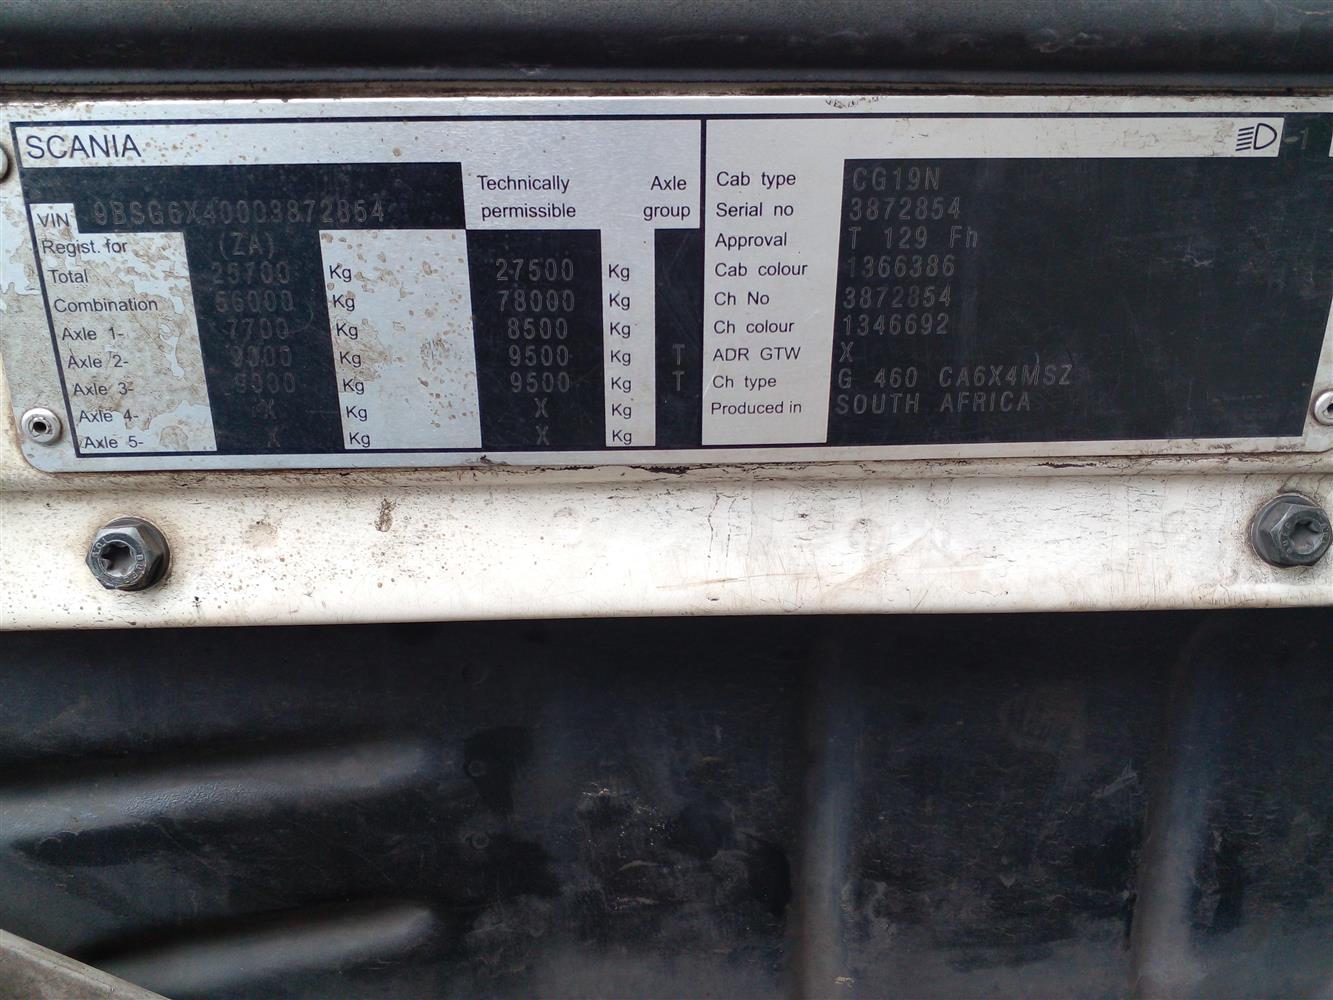 SCANIA
VIN 9BSG6X40003872854
Technically permissible
Axle group
Regist. for (ZA)
Total 25700 Kg 27500 Kg
Combination 56000 Kg 78000 Kg
Axle 1- 7700 Kg 8500 Kg
Axle 2- 9000 Kg 9500 Kg T
Axle 3- 9000 Kg 9500 Kg T
Axle 4- X Kg X Kg
Axle 5- X Kg X Kg
-1
Cab type CG19N
Serial no 3872854
Approval T 129 Fh
Cab colour 1366386
Ch No 3872854
Ch colour 1346692
ADR GTW X
Ch type G 460 CA6X4MSZ
Produced in SOUTH AFRICA